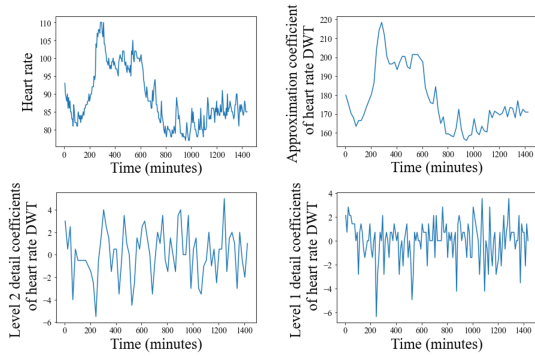 Heart rate
110
105
100
95
90
85
80
0 200 400 600 800 1000 1200 1400
Time (minutes)
Approximation coefficient
of heart rate DWT
220
210
200
190
180
170
160
0 200 400 600 800 1000 1200 1400
Time (minutes)
Level 2 detail coefficients
of heart rate DWT
4
2
0
−2
−4
−6
0 200 400 600 800 1000 1200 1400
Time (minutes)
Level 1 detail coefficients
of heart rate DWT
4
2
0
−2
−4
−6
0 200 400 600 800 1000 1200 1400
Time (minutes)